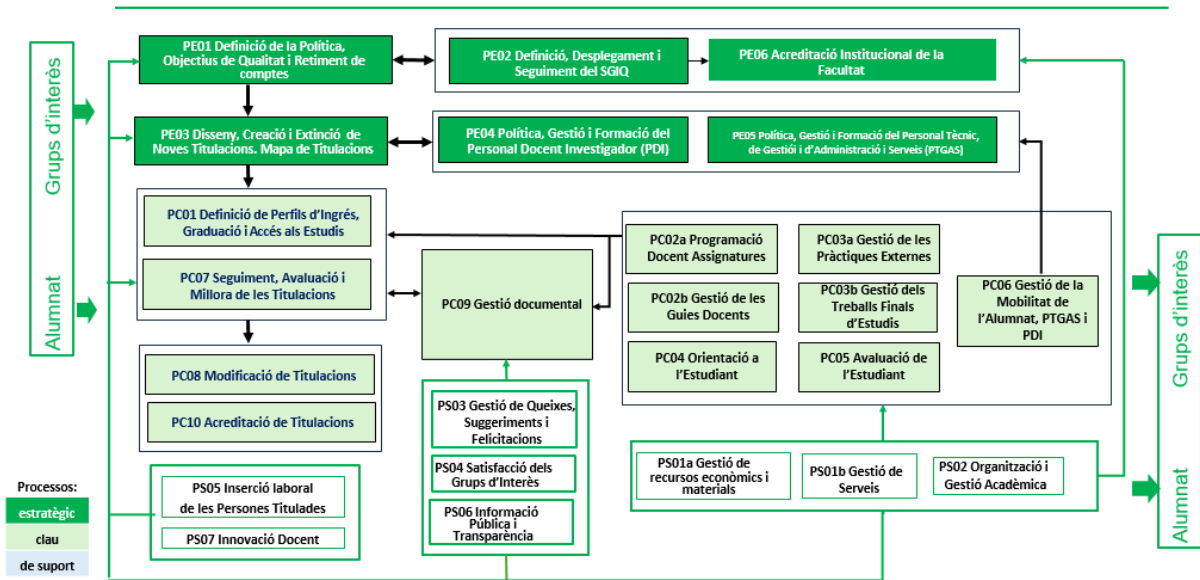 Grups d'interès
Alumnat
PE01 Definició de la Política,
Objectius de Qualitat i Retiment de
comptes
PE02 Definició, Desplegament i
Seguiment del SGIQ
PE06 Acreditació Institucional de la
Facultat
PE03 Disseny, Creació i Extinció de
Noves Titulacions. Mapa de Titulacions
PE04 Política, Gestió i Formació del
Personal Docent Investigador (PDI)
PE05 Política, Gestió i Formació del Personal Tècnic,
de Gestiói i d'Administració i Serveis (PTGAS)
PC01 Definició de Perfils d'Ingrés,
Graduació i Accés als Estudis
PC07 Seguiment, Avaluació i
Millora de les Titulacions
PC09 Gestió documental
PC02a Programació
Docent Assignatures
PC03a Gestió de les
Pràctiques Externes
PC02b Gestió de les
Guies Docents
PC03b Gestió dels
Treballs Finals
d'Estudis
PC04 Orientació a
l'Estudiant
PC05 Avaluació de
l'Estudiant
PC06 Gestió de la
Mobilitat de
l'Alumnat, PTGAS i
PDI
PC08 Modificació de Titulacions
PC10 Acreditació de Titulacions
PS03 Gestió de Queixes,
Suggeriments i
Felicitacions
PS04 Satisfacció dels
Grups d'Interès
PS06 Informació
Pública i
Transparència
PS01a Gestió de
recursos econòmics i
materials
PS01b Gestió de
Serveis
PS02 Organització i
Gestió Acadèmica
PS05 Inserció laboral
de les Persones Titulades
PS07 Innovació Docent
Processos:
estratègic
clau
de suport
Grups d'interès
Alumnat